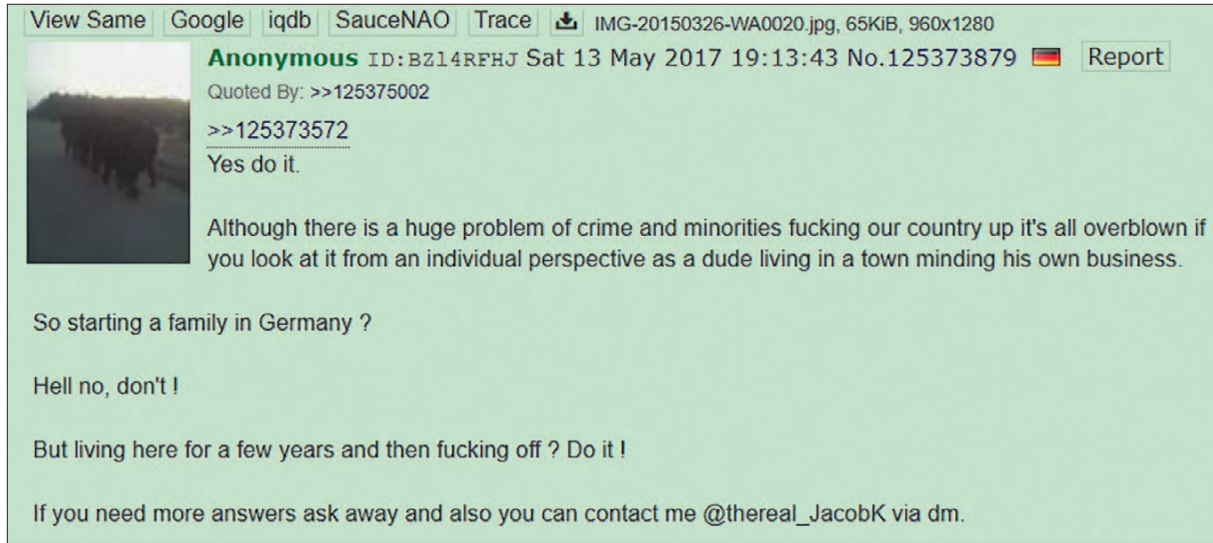 View Same Google iqdb SauceNAO Trace IMG-20150326-WA0020.jpg, 65KiB, 960x1280
Anonymous ID:BZl4RFHJ Sat 13 May 2017 19:13:43 No.125373879 Report
Quoted By: >>125375002
>>125373572
Yes do it.
Although there is a huge problem of crime and minorities fucking our country up it's all overblown if
you look at it from an individual perspective as a dude living in a town minding his own business.
So starting a family in Germany ?
Hell no, don't !
But living here for a few years and then fucking off ? Do it !
If you need more answers ask away and also you can contact me @thereal_JacobK via dm.